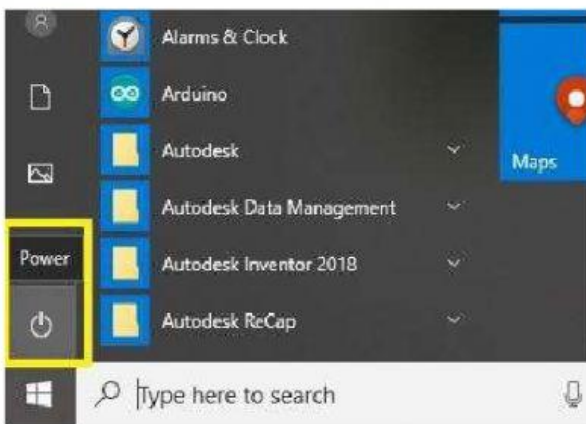 Alarms & Clock
Arduino
Autodesk
Maps
Autodesk Data Management
Power
Autodesk Inventor 2018
Autodesk ReCap
Type here to search